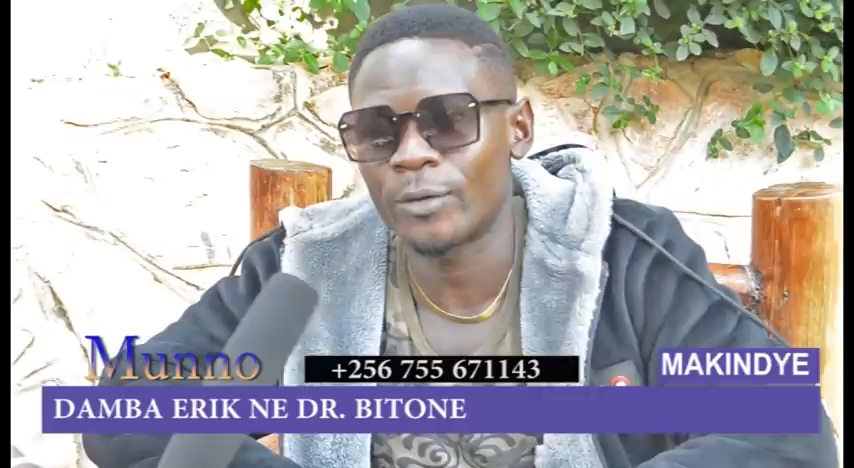 Munno
+256 755 671143
MAKINDYE
DAMBA ERIK NE DR. BITONE